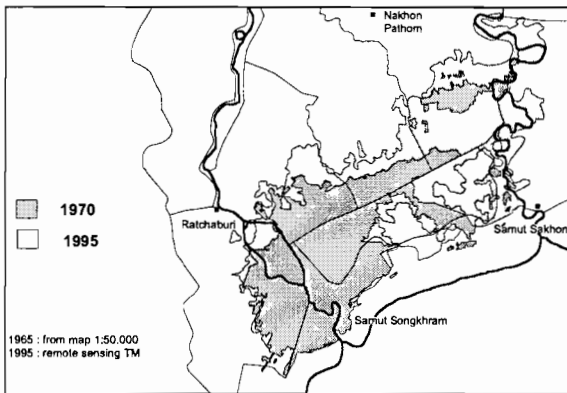 Nakhon
Pathom
1970
1995
Ratchaburi
Samut Sakhon
Samut Songkhram
1965 : from map 1:50.000
1995 : remote sensing TM